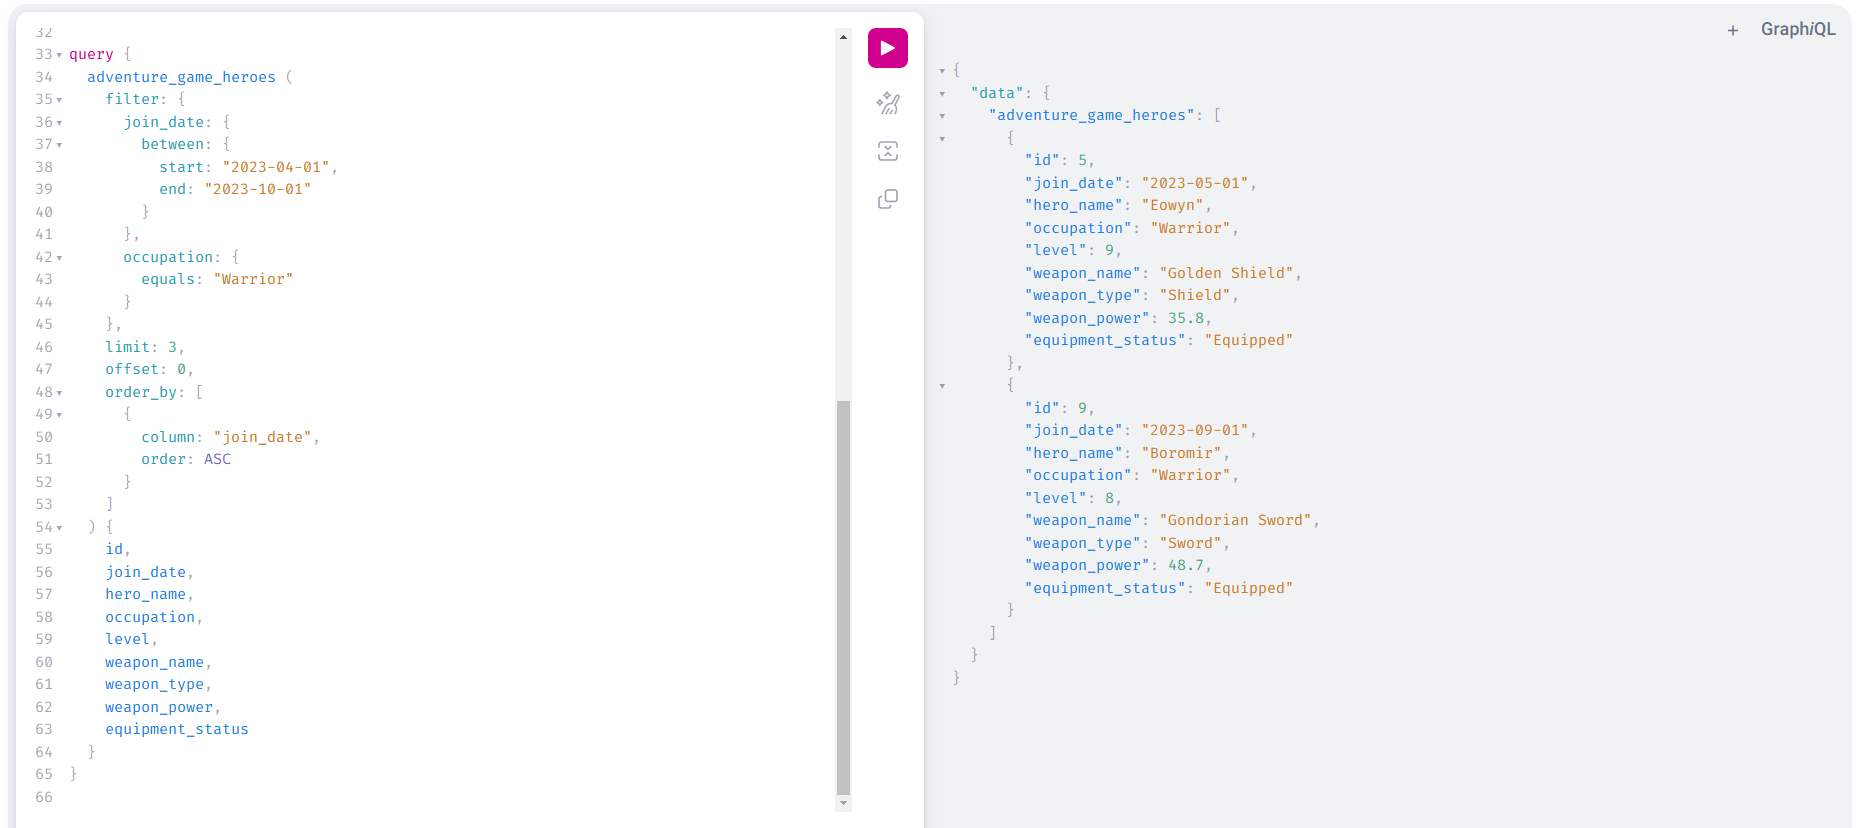 32
33 query {
34   adventure_game_heroes (
35     filter: {
36       join_date: {
37         between: {
38           start: "2023-04-01",
39           end: "2023-10-01"
40         }
41       },
42       occupation: {
43         equals: "Warrior"
44       }
45     },
46     limit: 3,
47     offset: 0,
48     order_by: [
49       {
50         column: "join_date",
51         order: ASC
52       }
53     ]
54   ) {
55     id,
56     join_date,
57     hero_name,
58     occupation,
59     level,
60     weapon_name,
61     weapon_type,
62     weapon_power,
63     equipment_status
64   }
65 }
66
+ GraphiQL
{
  "data": {
    "adventure_game_heroes": [
      {
        "id": 5,
        "join_date": "2023-05-01",
        "hero_name": "Eowyn",
        "occupation": "Warrior",
        "level": 9,
        "weapon_name": "Golden Shield",
        "weapon_type": "Shield",
        "weapon_power": 35.8,
        "equipment_status": "Equipped"
      },
      {
        "id": 9,
        "join_date": "2023-09-01",
        "hero_name": "Boromir",
        "occupation": "Warrior",
        "level": 8,
        "weapon_name": "Gondorian Sword",
        "weapon_type": "Sword",
        "weapon_power": 48.7,
        "equipment_status": "Equipped"
      }
    ]
  }
}